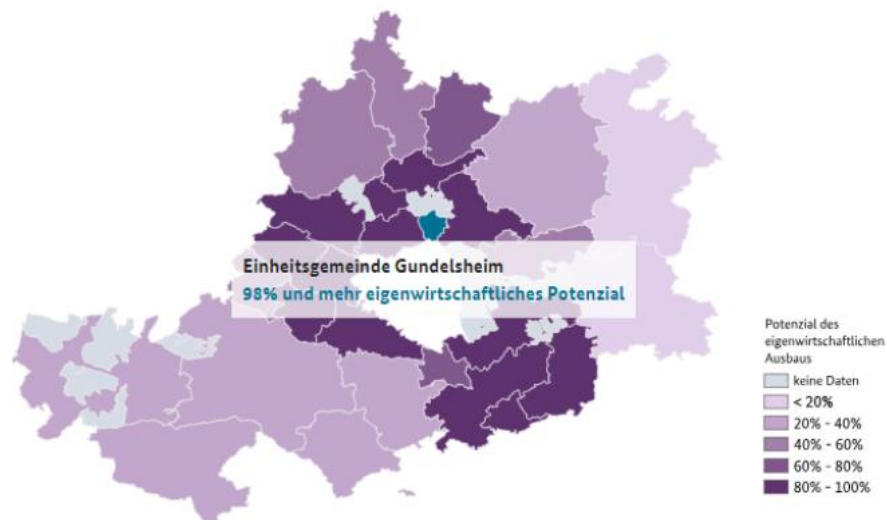 Einheitsgemeinde Gundelsheim
98% und mehr eigenwirtschaftliches Potenzial
Potenzial des
eigenwirtschaftlichen
Ausbaus
keine Daten
< 20%
20% - 40%
40% - 60%
60% - 80%
80% - 100%